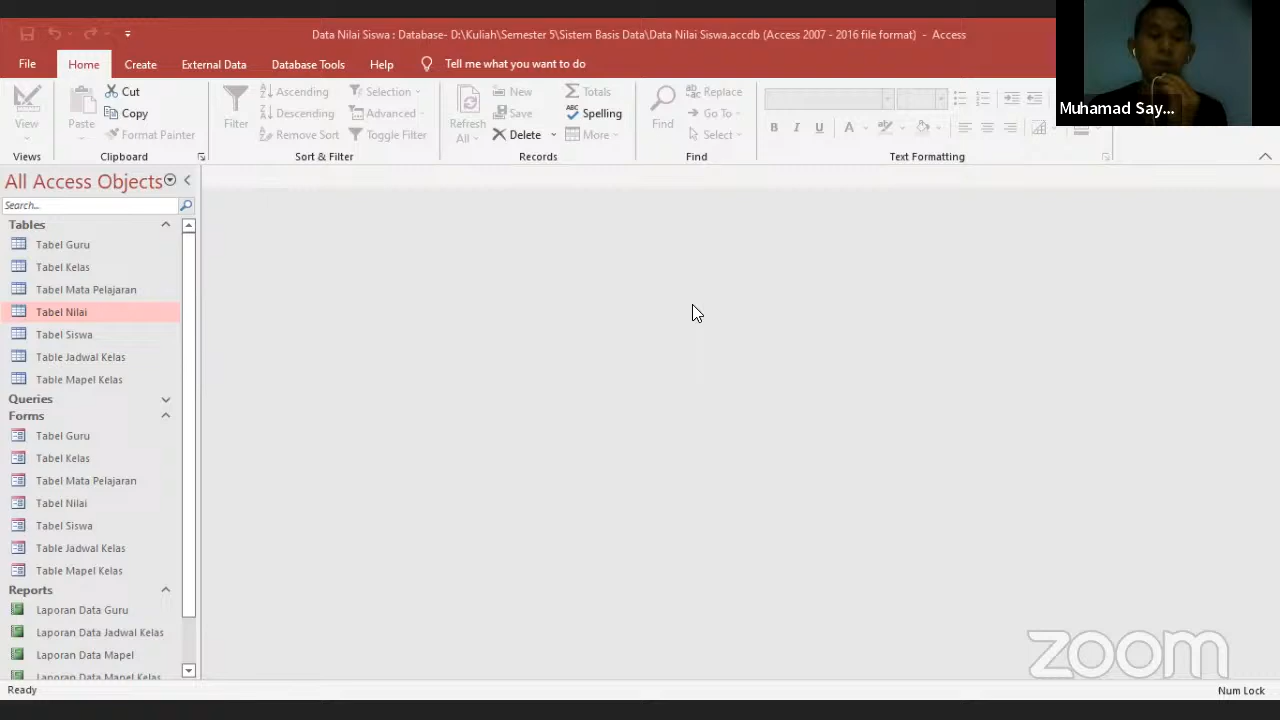 Data Nilai Siswa : Database- D:\Kuliah\Semester 5\Sistem Basis Data\Data Nilai Siswa.accdb (Access 2007 - 2016 file format) - Access
Muhamad Say...
File Home Create External Data Database Tools Help Tell me what you want to do
View
Views
Paste
Cut
Copy
Format Painter
Clipboard
Filter
Ascending
Descending
Remove Sort
Selection
Advanced
Toggle Filter
Sort & Filter
Refresh
All
New
Save
Delete
Totals
Spelling
More
Records
Find
Replace
Go To
Select
Find
B I U A
Text Formatting
All Access Objects
Search...
Tables
Tabel Guru
Tabel Kelas
Tabel Mata Pelajaran
Tabel Nilai
Tabel Siswa
Table Jadwal Kelas
Table Mapel Kelas
Queries
Forms
Tabel Guru
Tabel Kelas
Tabel Mata Pelajaran
Tabel Nilai
Tabel Siswa
Table Jadwal Kelas
Table Mapel Kelas
Reports
Laporan Data Guru
Laporan Data Jadwal Kelas
Laporan Data Mapel
Laporan Data Mapel Kelas
zoom
Ready
Num Lock